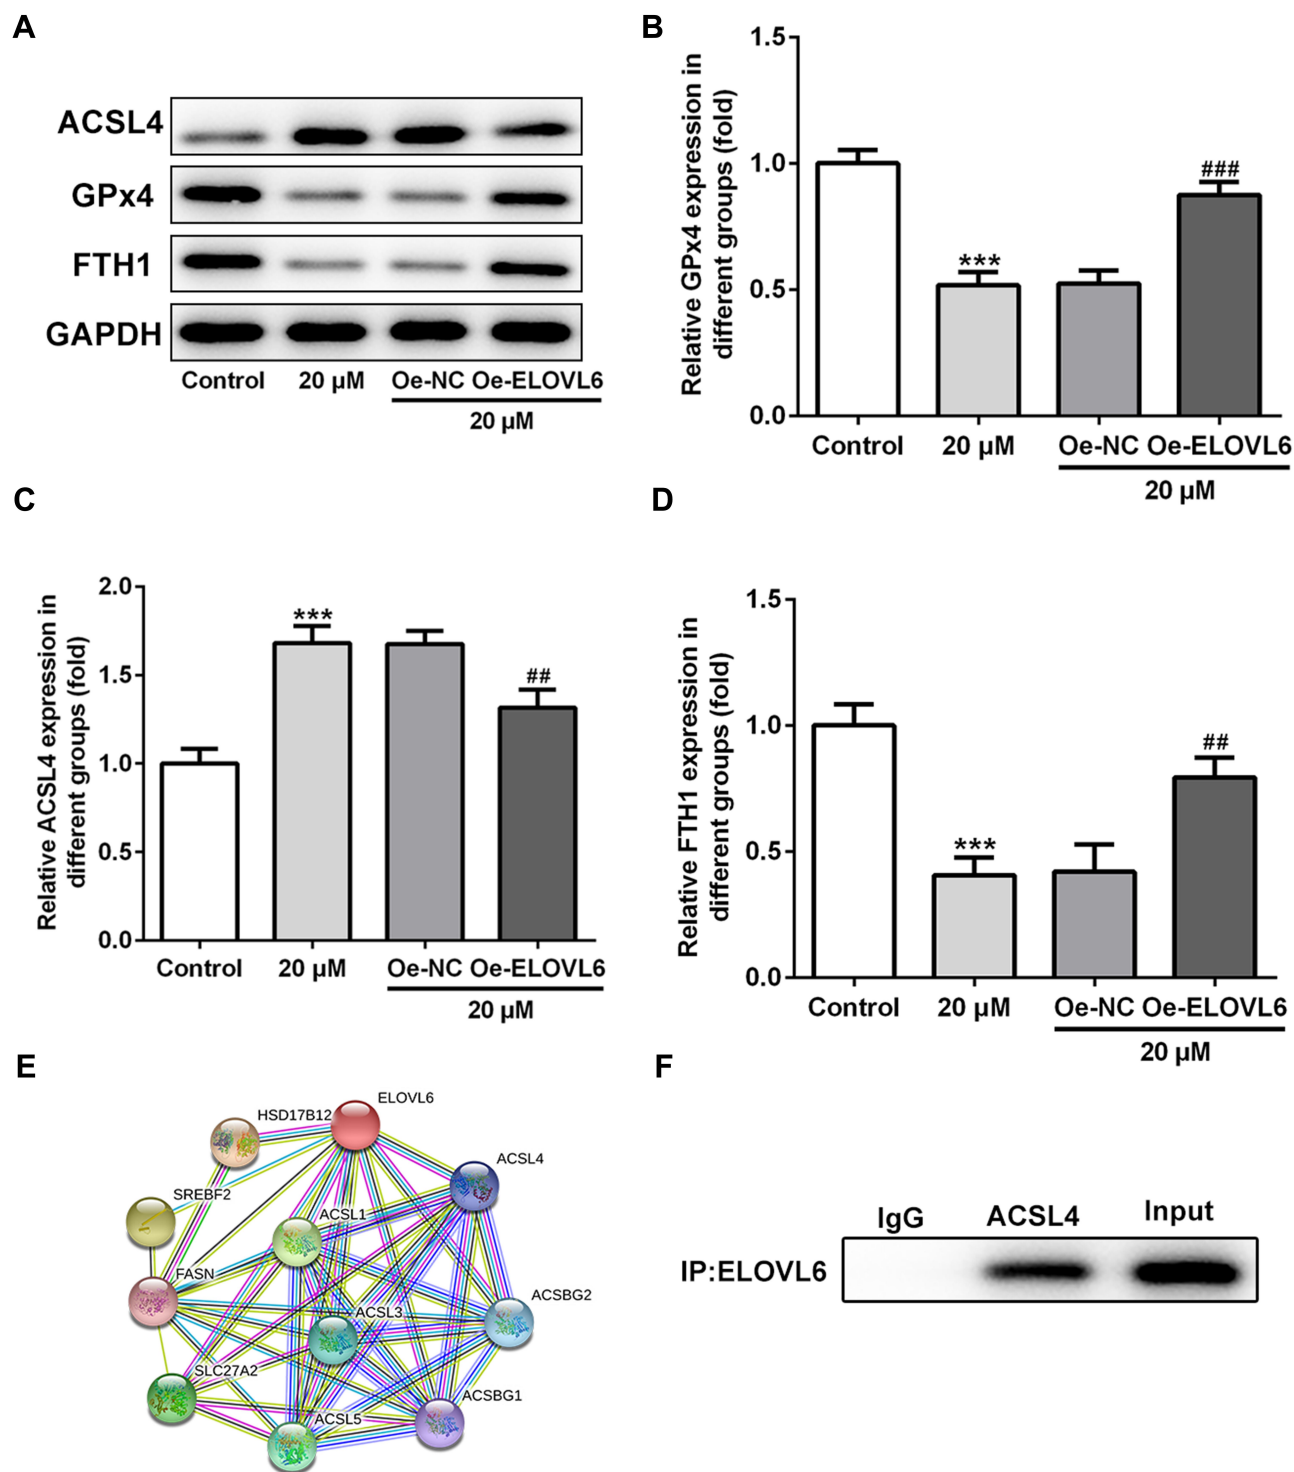 A
ACSL4
GPx4
FTH1
GAPDH
Control 20 µM Oe-NC Oe-ELOVL6
20 µM
B
Relative GPx4 expression in
different groups (fold)
1.5
1.0
0.5
0.0
***
###
Control 20 µM Oe-NC Oe-ELOVL6
20 µM
C
Relative ACSL4 expression in
different groups (fold)
2.0
1.5
1.0
0.5
0.0
***
##
Control 20 µM Oe-NC Oe-ELOVL6
20 µM
D
Relative FTH1 expression in
different groups (fold)
1.5
1.0
0.5
0.0
***
##
Control 20 µM Oe-NC Oe-ELOVL6
20 µM
E
ELOVL6
HSD17B12
ACSL4
SREBF2
ACSL1
FASN
ACSBG2
ACSL3
SLC27A2
ACSBG1
ACSL5
F
IgG ACSL4 Input
IP:ELOVL6